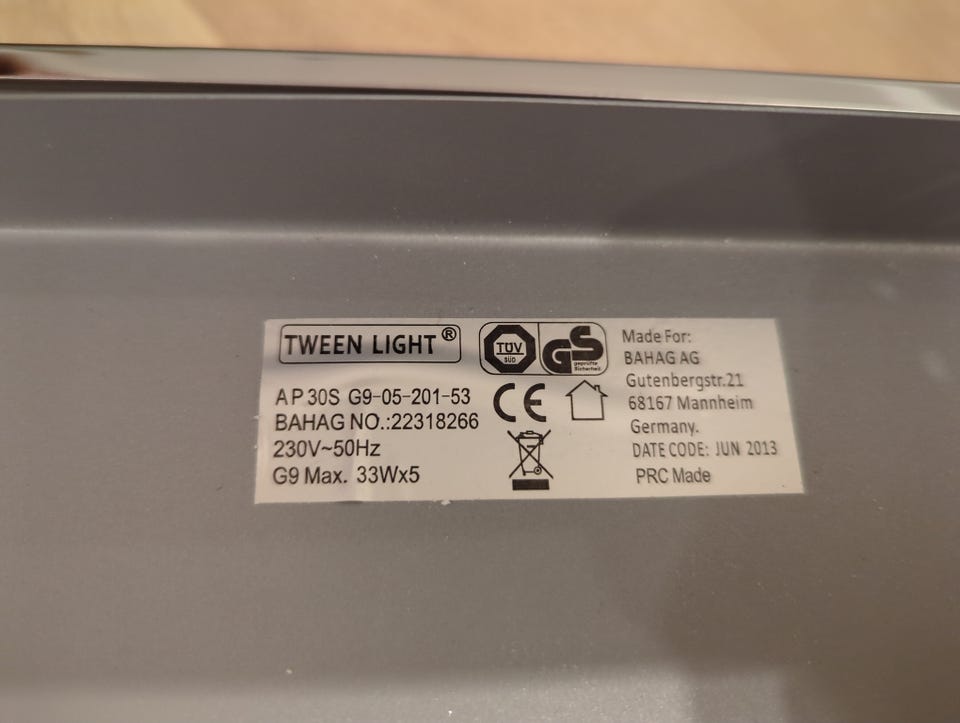 TWEEN LIGHT®
AP 30S G9-05-201-53
BAHAG NO.:22318266
230V~50Hz
G9 Max. 33Wx5
TÜV
SÜD
GS
geprüfte
Sicherheit
CE
Made For:
BAHAG AG
Gutenbergstr.21
68167 Mannheim
Germany.
DATE CODE: JUN 2013
PRC Made